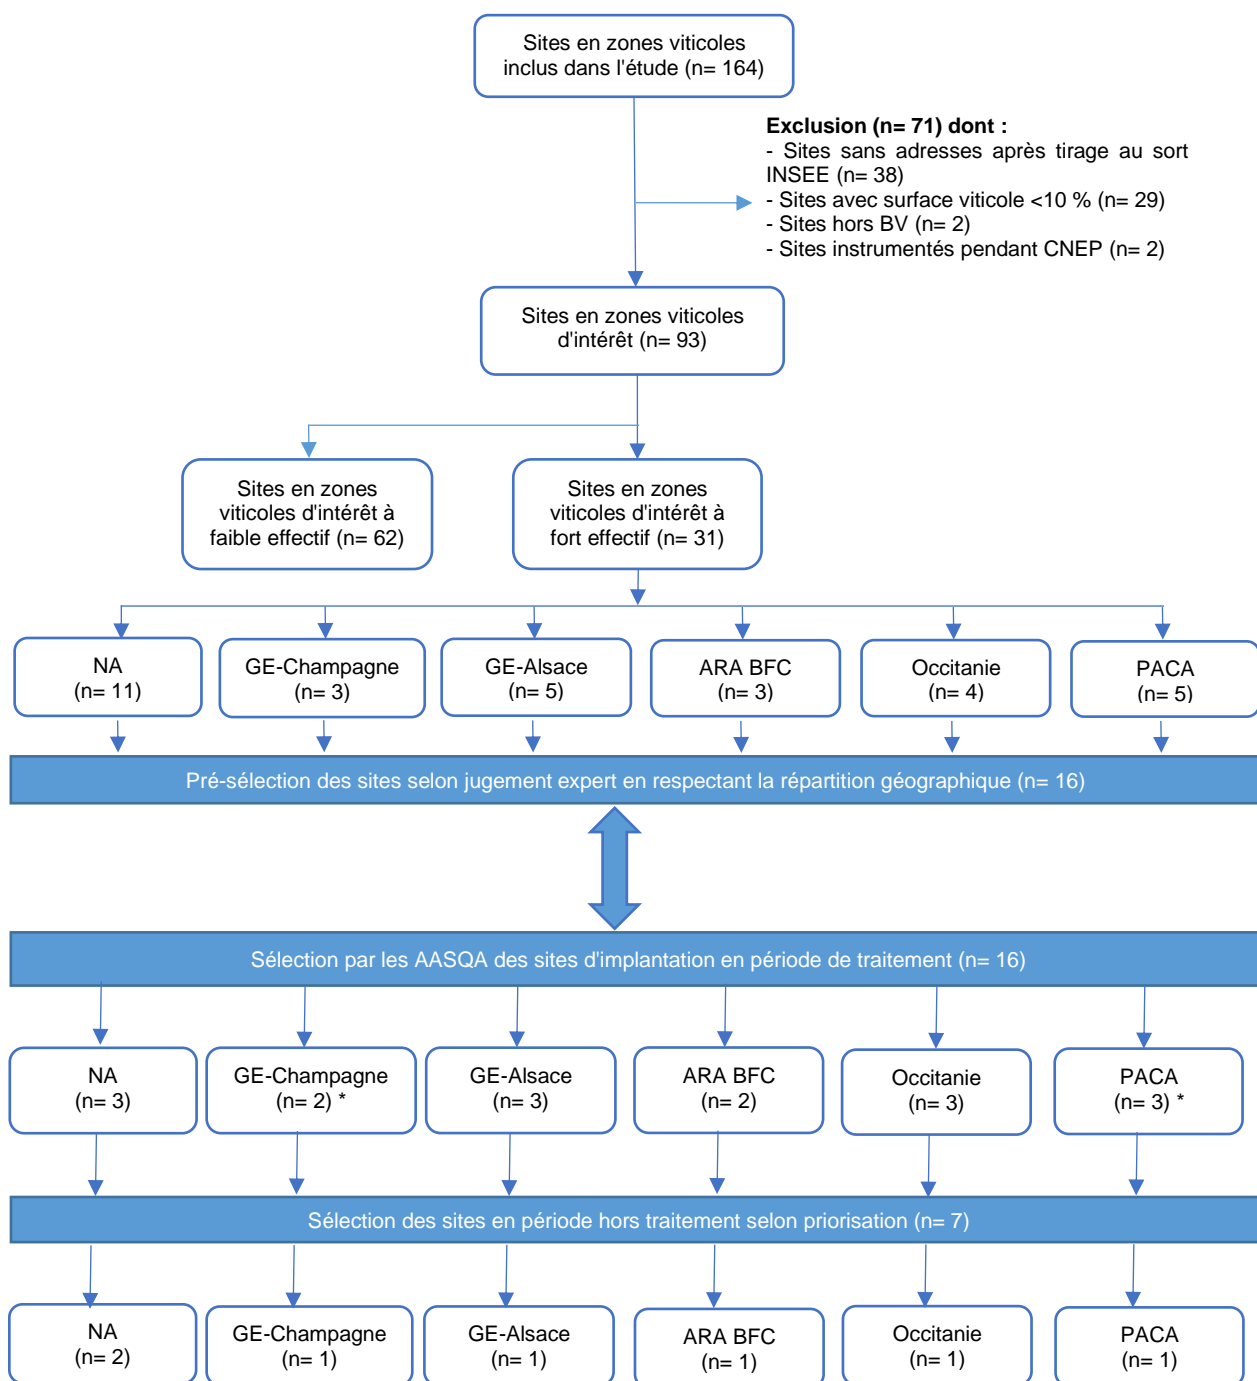 Sites en zones viticoles
inclus dans l'étude (n= 164)
Exclusion (n= 71) dont :
- Sites sans adresses après tirage au sort
INSEE (n= 38)
- Sites avec surface viticole <10 % (n= 29)
- Sites hors BV (n= 2)
- Sites instrumentés pendant CNEP (n= 2)
Sites en zones viticoles
d'intérêt (n= 93)
Sites en zones
viticoles d'intérêt à
faible effectif (n= 62)
Sites en zones
viticoles d'intérêt à
fort effectif (n= 31)
NA
(n= 11)
GE-Champagne
(n= 3)
GE-Alsace
(n= 5)
ARA BFC
(n= 3)
Occitanie
(n= 4)
PACA
(n= 5)
Pré-sélection des sites selon jugement expert en respectant la répartition géographique (n= 16)
Sélection par les AASQA des sites d'implantation en période de traitement (n= 16)
NA
(n= 3)
GE-Champagne
(n= 2) *
GE-Alsace
(n= 3)
ARA BFC
(n= 2)
Occitanie
(n= 3)
PACA
(n= 3) *
Sélection des sites en période hors traitement selon priorisation (n= 7)
NA
(n= 2)
GE-Champagne
(n= 1)
GE-Alsace
(n= 1)
ARA BFC
(n= 1)
Occitanie
(n= 1)
PACA
(n= 1)